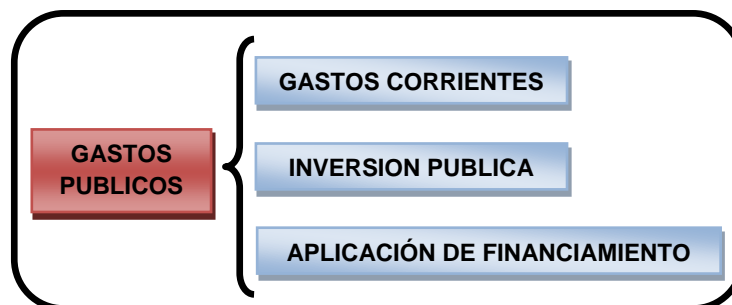 GASTOS
PUBLICOS
GASTOS CORRIENTES
INVERSION PUBLICA
APLICACIÓN DE FINANCIAMIENTO